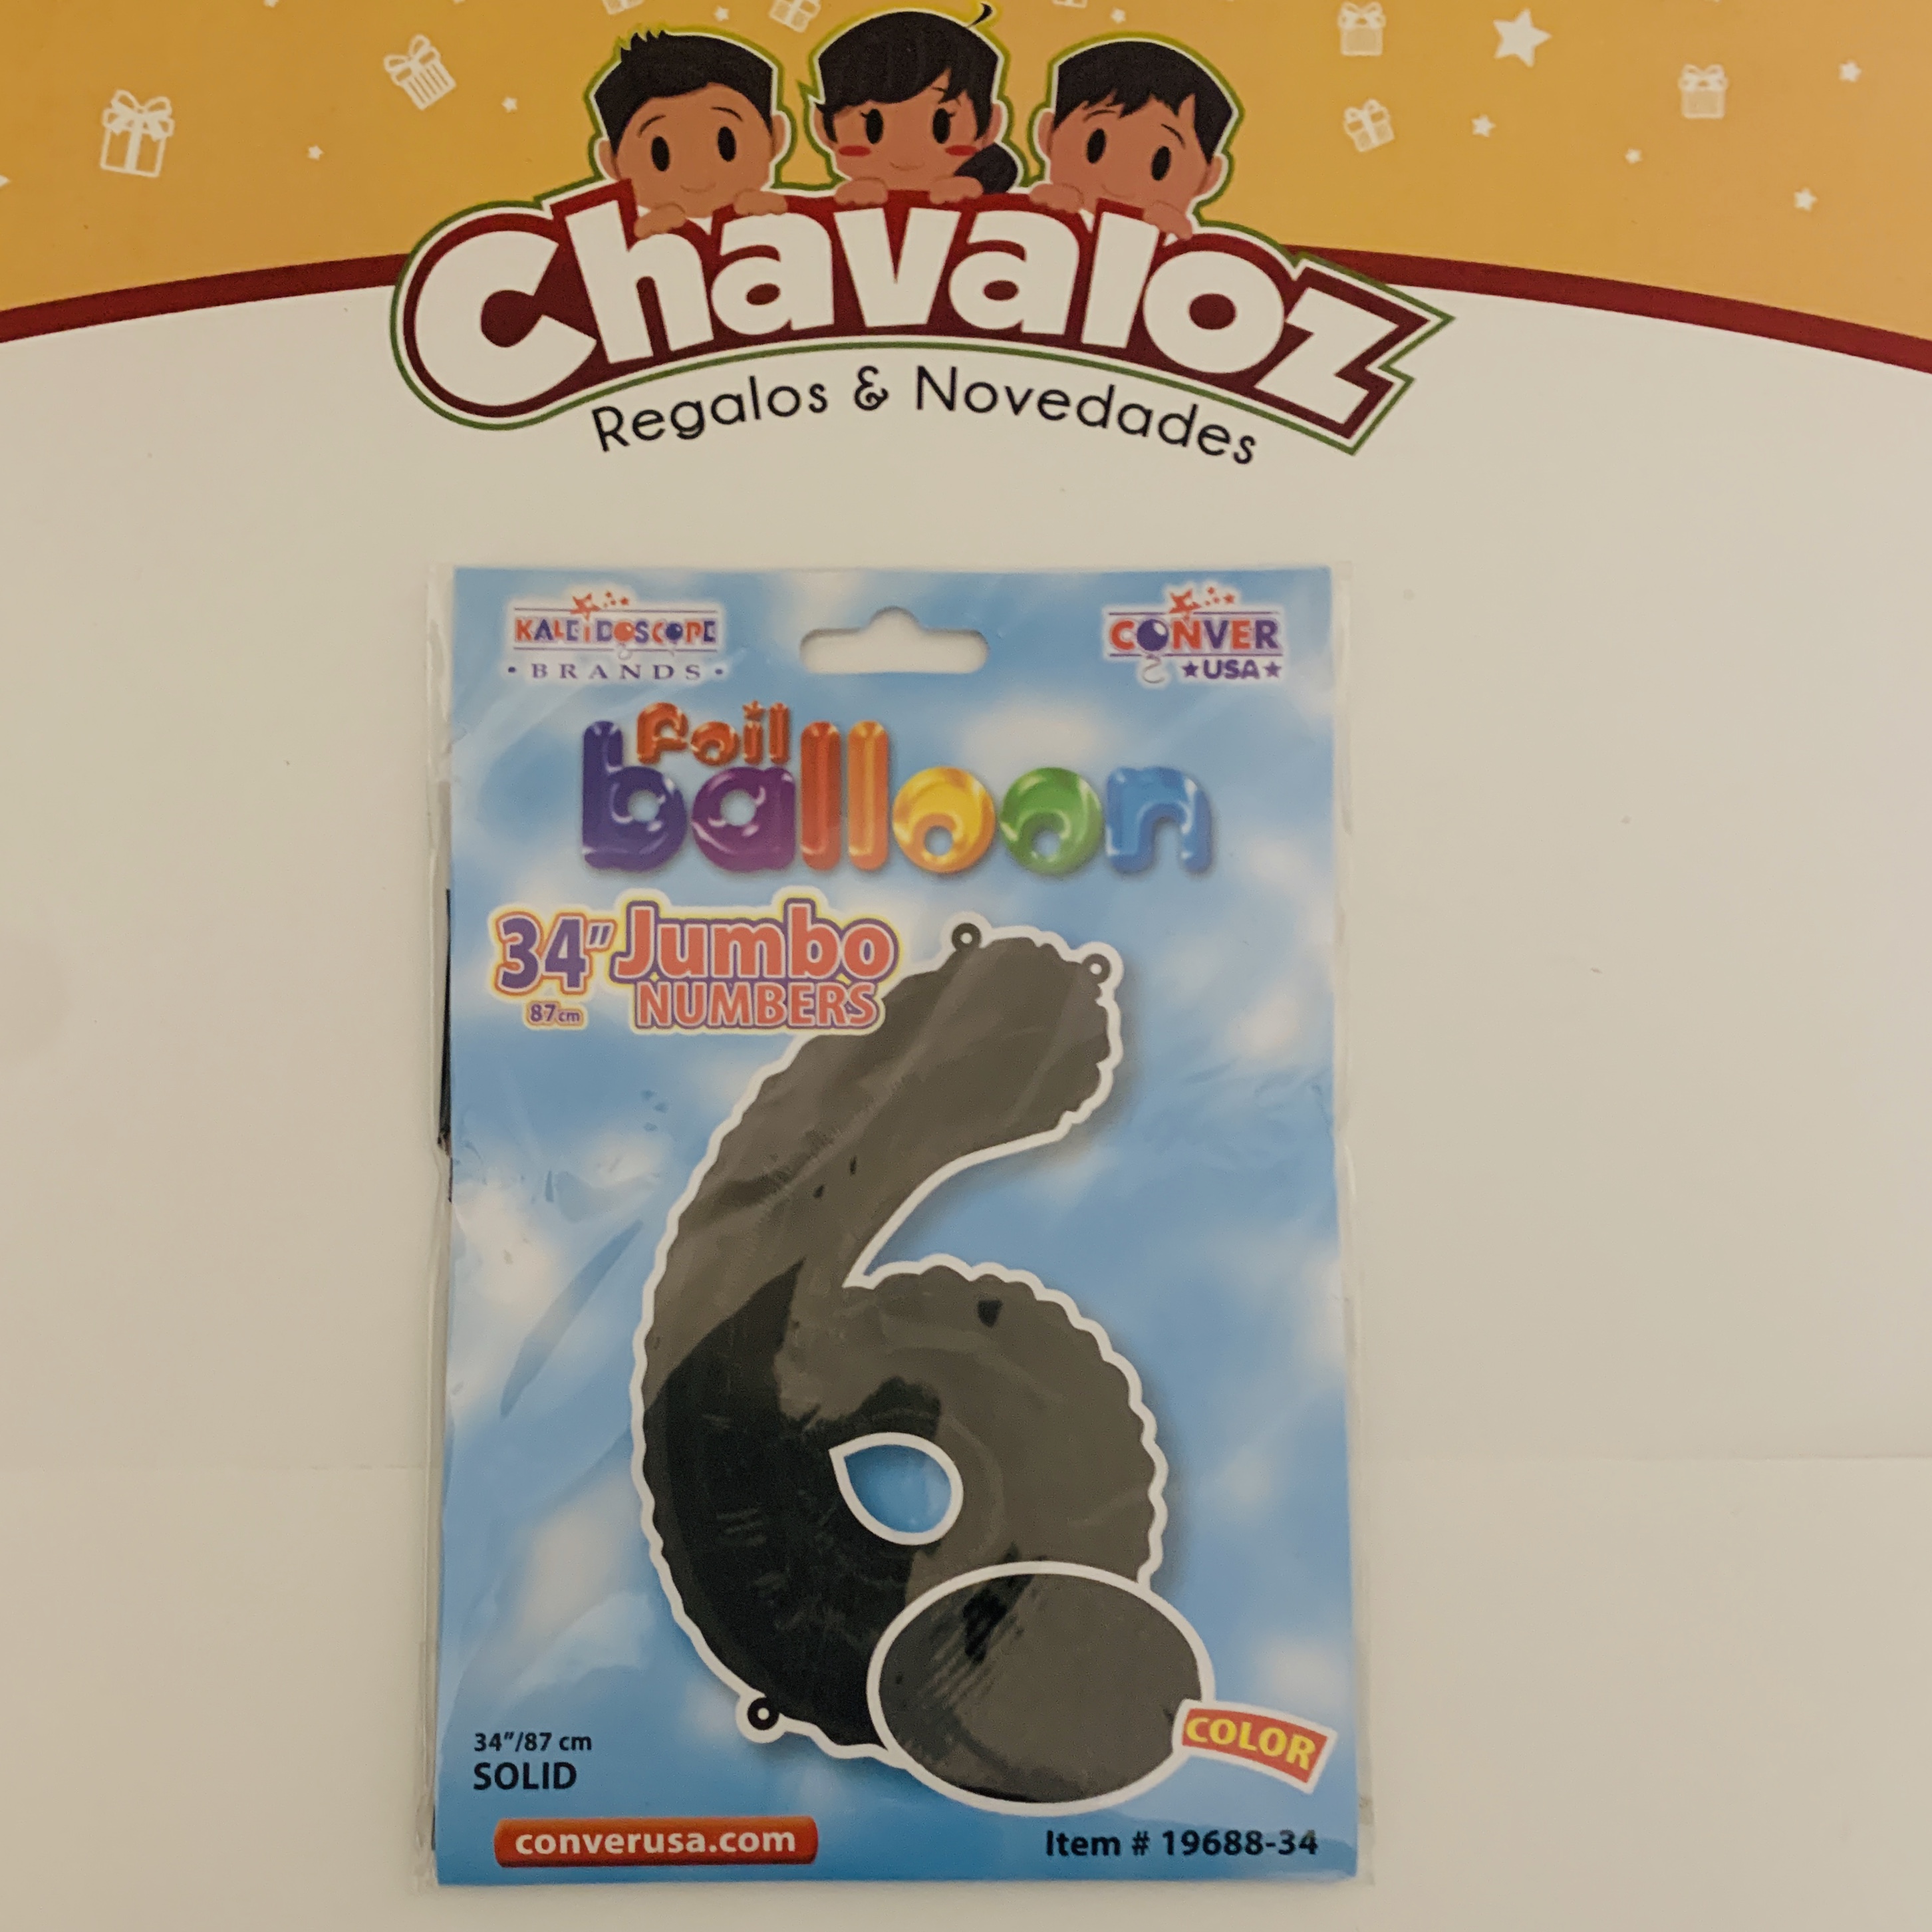 Chavaloz
Regalos & Novedades
KALEIDOSCOPE
• BRANDS •
CONVER
★USA★
foil
balloon
34" Jumbo
87cm NUMBERS
34"/87 cm
SOLID
COLOR
converusa.com
Item # 19688-34